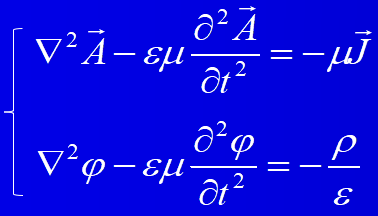 ∇²A⃗ − εμ ∂²A⃗/∂t² = −μJ⃗
∇²φ − εμ ∂²φ/∂t² = −ρ/ε